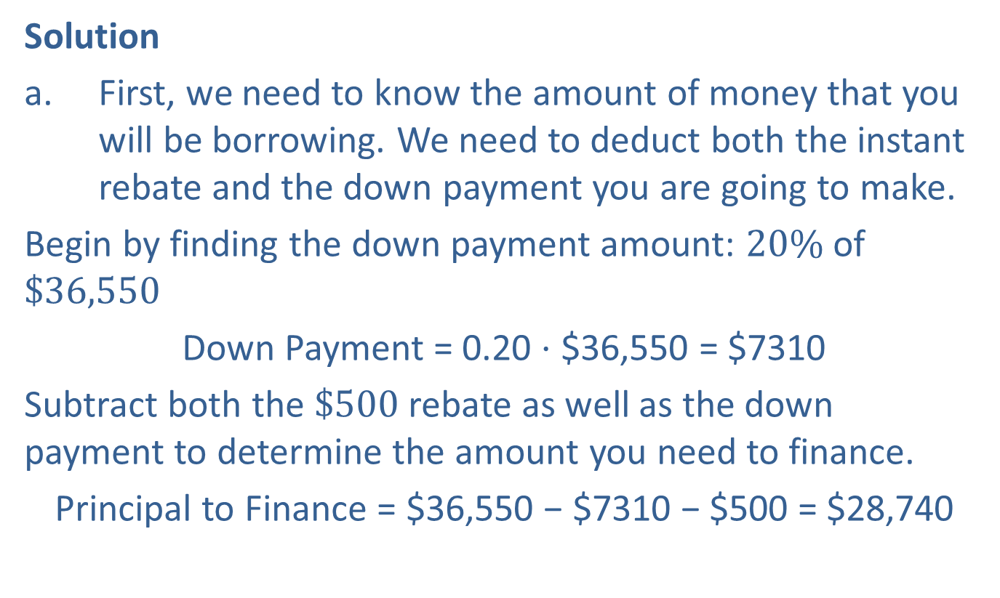 Solution
a. First, we need to know the amount of money that you
will be borrowing. We need to deduct both the instant
rebate and the down payment you are going to make.
Begin by finding the down payment amount: 20% of
$36,550
Down Payment = 0.20 · $36,550 = $7310
Subtract both the $500 rebate as well as the down
payment to determine the amount you need to finance.
Principal to Finance = $36,550 − $7310 − $500 = $28,740